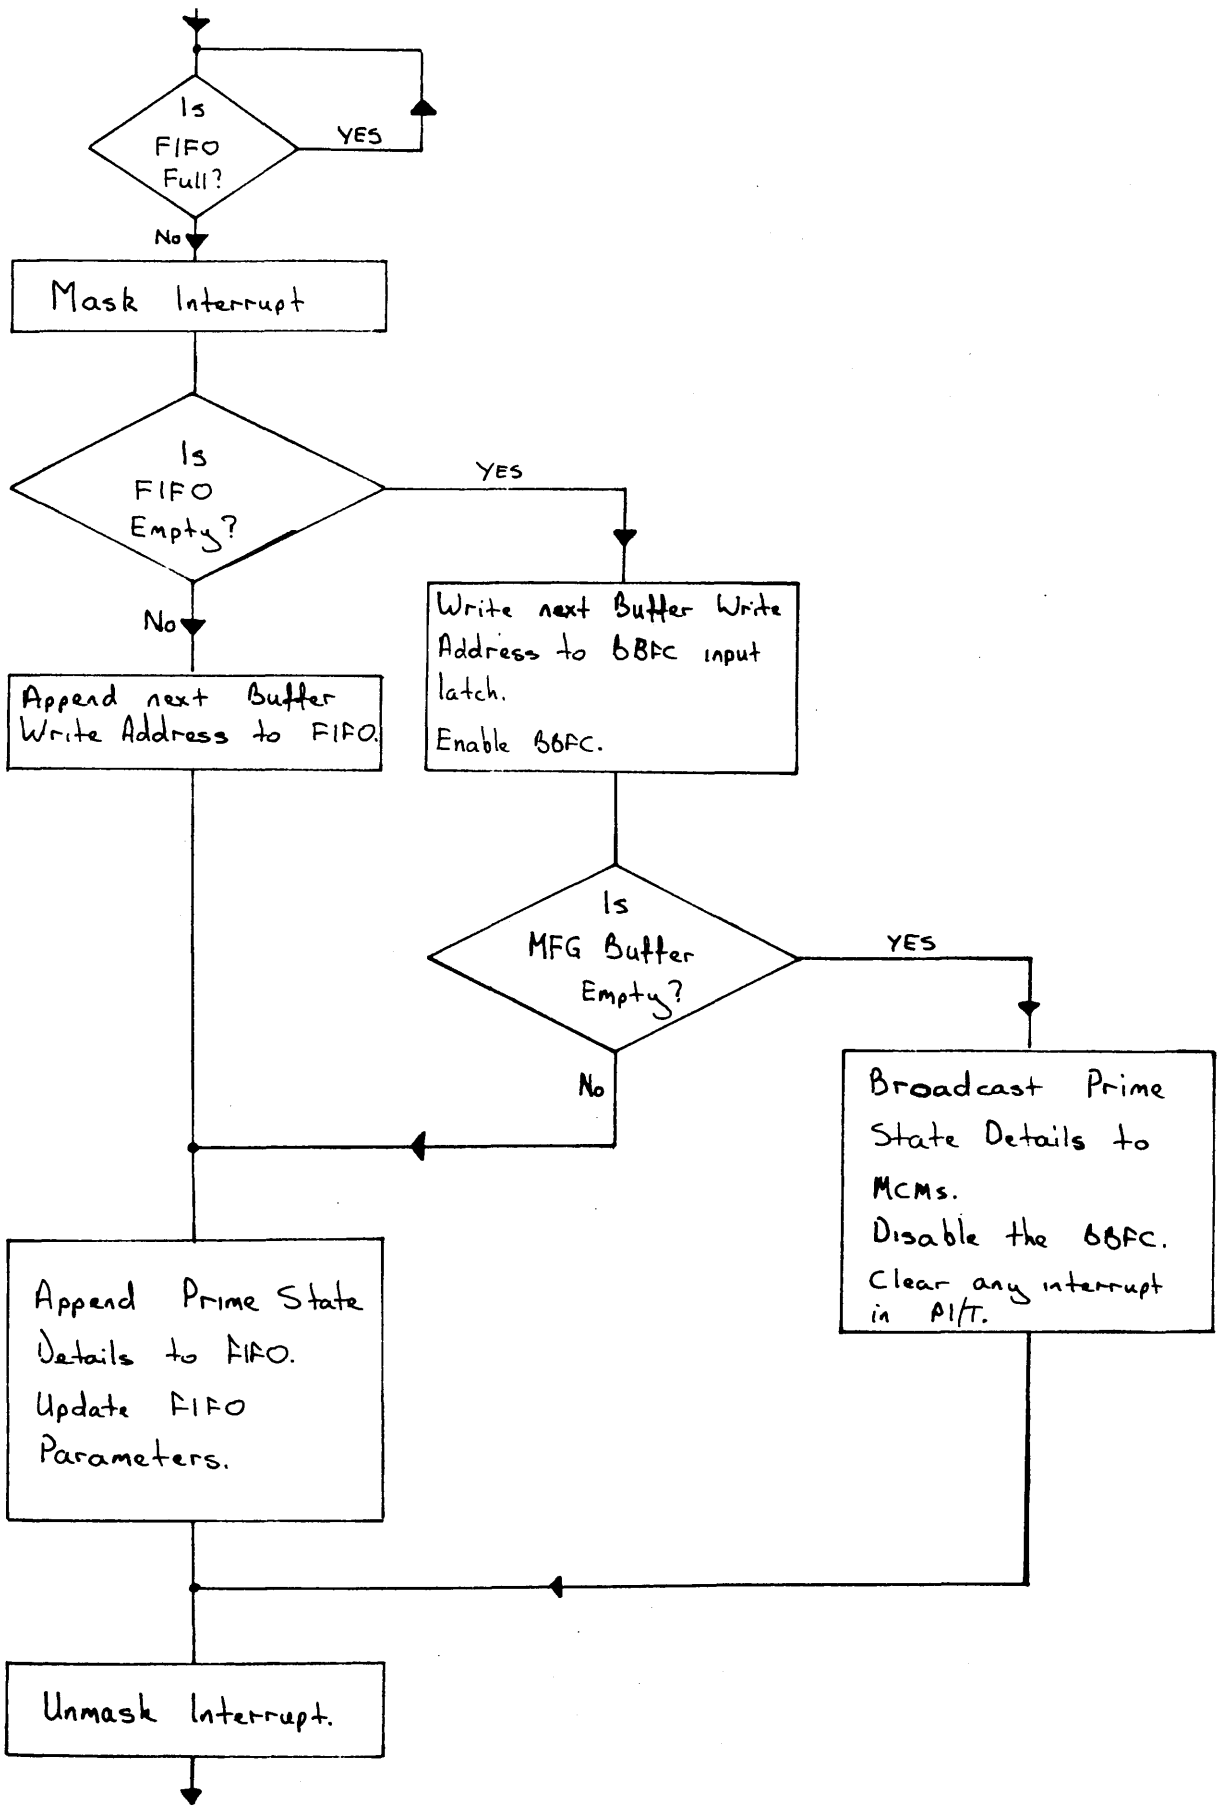 Is
FIFO
Full?
YES
No
Mask Interrupt
Is
FIFO
Empty?
YES
No
Write next Buffer Write
Address to BBFC input
latch.
Enable BBFC.
Append next Buffer
Write Address to FIFO.
Is
MFG Buffer
Empty?
YES
No
Broadcast Prime
State Details to
MCMs.
Disable the BBFC.
Clear any interrupt
in PI/T.
Append Prime State
Details to FIFO.
Update FIFO
Parameters.
Unmask Interrupt.